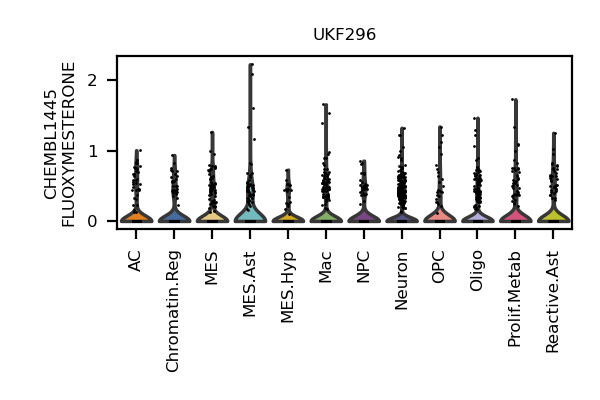 UKF296
CHEMBL1445
FLUOXYMESTERONE
2
1
0
AC
Chromatin.Reg
MES
MES.Ast
MES.Hyp
Mac
NPC
Neuron
OPC
Oligo
Prolif.Metab
Reactive.Ast